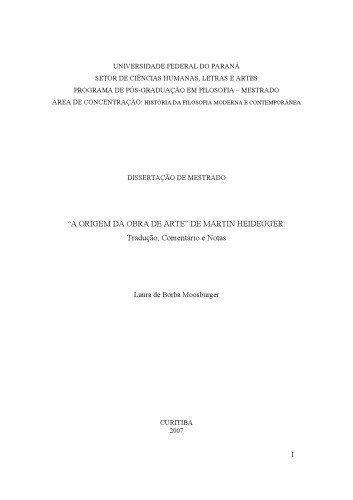 UNIVERSIDADE FEDERAL DO PARANÁ
SETOR DE CIÊNCIAS HUMANAS, LETRAS E ARTES
PROGRAMA DE PÓS-GRADUAÇÃO EM FILOSOFIA – MESTRADO
ÁREA DE CONCENTRAÇÃO: HISTÓRIA DA FILOSOFIA MODERNA E CONTEMPORÂNEA
DISSERTAÇÃO DE MESTRADO
“A ORIGEM DA OBRA DE ARTE” DE MARTIN HEIDEGGER:
Tradução, Comentário e Notas
Laura de Borba Moosburger
CURITIBA
2007
1